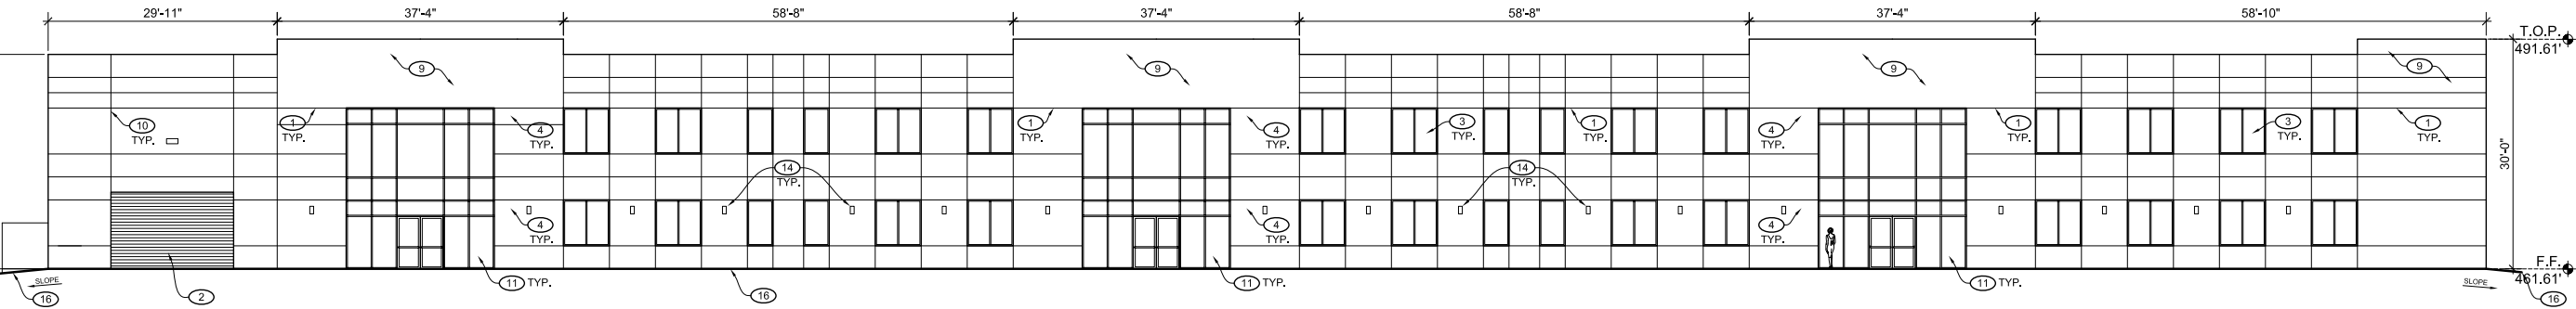 29'-11"
37'-4"
58'-8"
37'-4"
58'-8"
37'-4"
58'-10"
T.O.P.
491.61'
9
9
9
9
10
TYP.
1
TYP.
4
TYP.
1
TYP.
4
TYP.
3
TYP.
1
TYP.
4
TYP.
1
TYP.
3
TYP.
1
TYP.
30'-0"
14
TYP.
14
TYP.
4
TYP.
4
TYP.
4
TYP.
F.F.
461.61'
SLOPE
16
2
11 TYP.
16
11 TYP.
11 TYP.
SLOPE
16